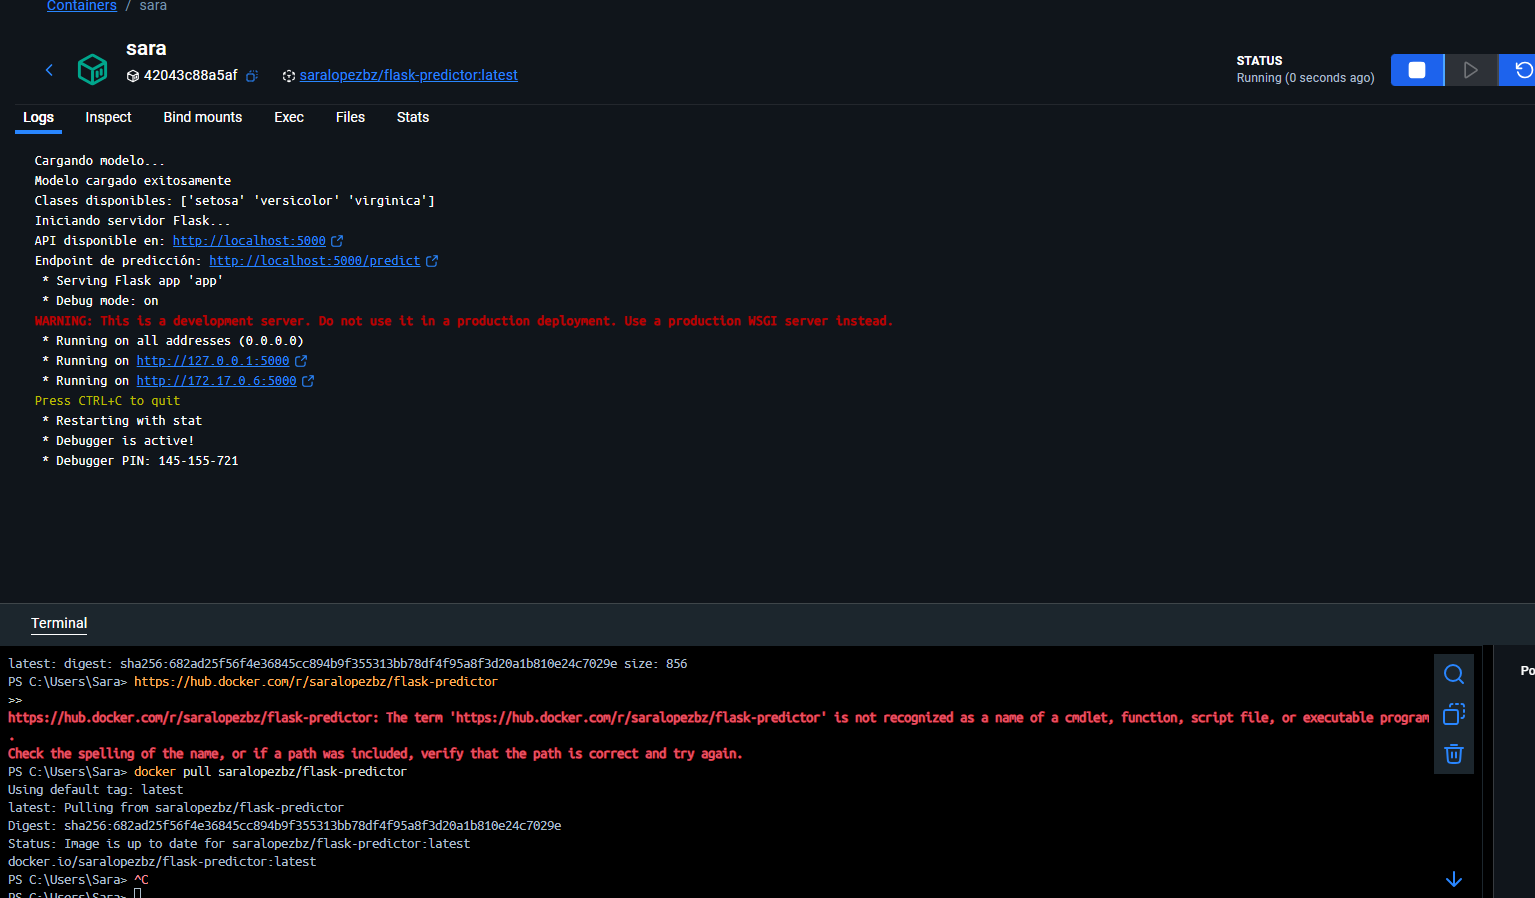 Containers / sara
sara
42043c88a5af saralopezbz/flask-predictor:latest
STATUS
Running (0 seconds ago)
Logs Inspect Bind mounts Exec Files Stats
Cargando modelo...
Modelo cargado exitosamente
Clases disponibles: ['setosa' 'versicolor' 'virginica']
Iniciando servidor Flask...
API disponible en: http://localhost:5000
Endpoint de predicción: http://localhost:5000/predict
* Serving Flask app 'app'
* Debug mode: on
WARNING: This is a development server. Do not use it in a production deployment. Use a production WSGI server instead.
* Running on all addresses (0.0.0.0)
* Running on http://127.0.0.1:5000
* Running on http://172.17.0.6:5000
Press CTRL+C to quit
* Restarting with stat
* Debugger is active!
* Debugger PIN: 145-155-721
Terminal
latest: digest: sha256:682ad25f56f4e36845cc894b9f355313bb78df4f95a8f3d20a1b810e24c7029e size: 856
PS C:\Users\Sara> https://hub.docker.com/r/saralopezbz/flask-predictor
>>
https://hub.docker.com/r/saralopezbz/flask-predictor: The term 'https://hub.docker.com/r/saralopezbz/flask-predictor' is not recognized as a name of a cmdlet, function, script file, or executable program
.
Check the spelling of the name, or if a path was included, verify that the path is correct and try again.
PS C:\Users\Sara> docker pull saralopezbz/flask-predictor
Using default tag: latest
latest: Pulling from saralopezbz/flask-predictor
Digest: sha256:682ad25f56f4e36845cc894b9f355313bb78df4f95a8f3d20a1b810e24c7029e
Status: Image is up to date for saralopezbz/flask-predictor:latest
docker.io/saralopezbz/flask-predictor:latest
PS C:\Users\Sara> ^C
PS C:\Users\Sara>
Po